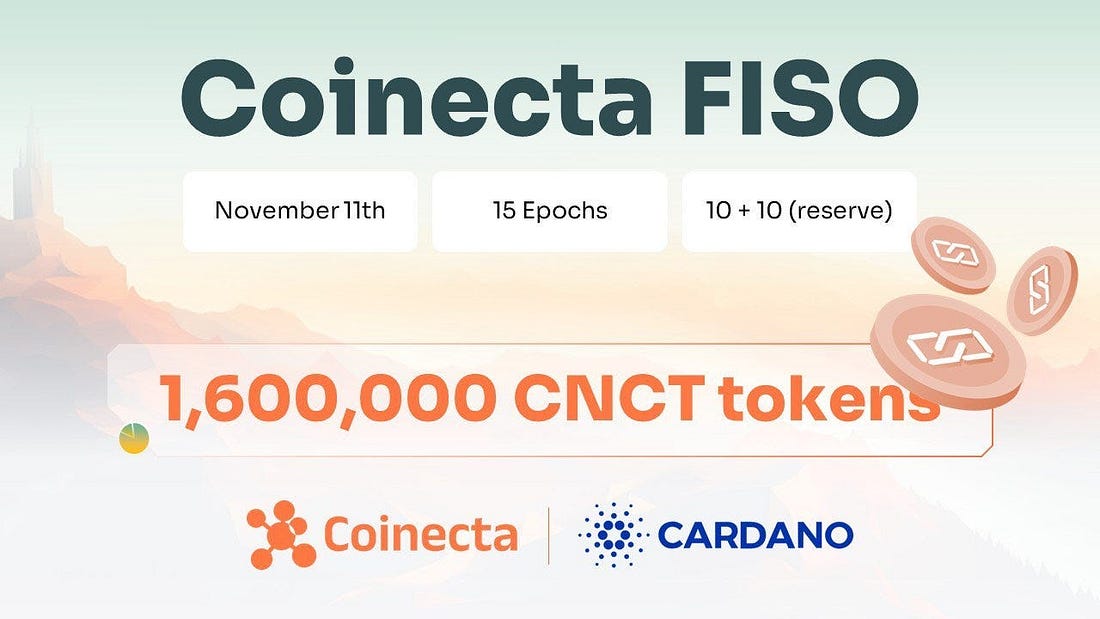 Coinecta FISO
November 11th
15 Epochs
10 + 10 (reserve)
1,600,000 CNCT tokens
Coinecta
CARDANO